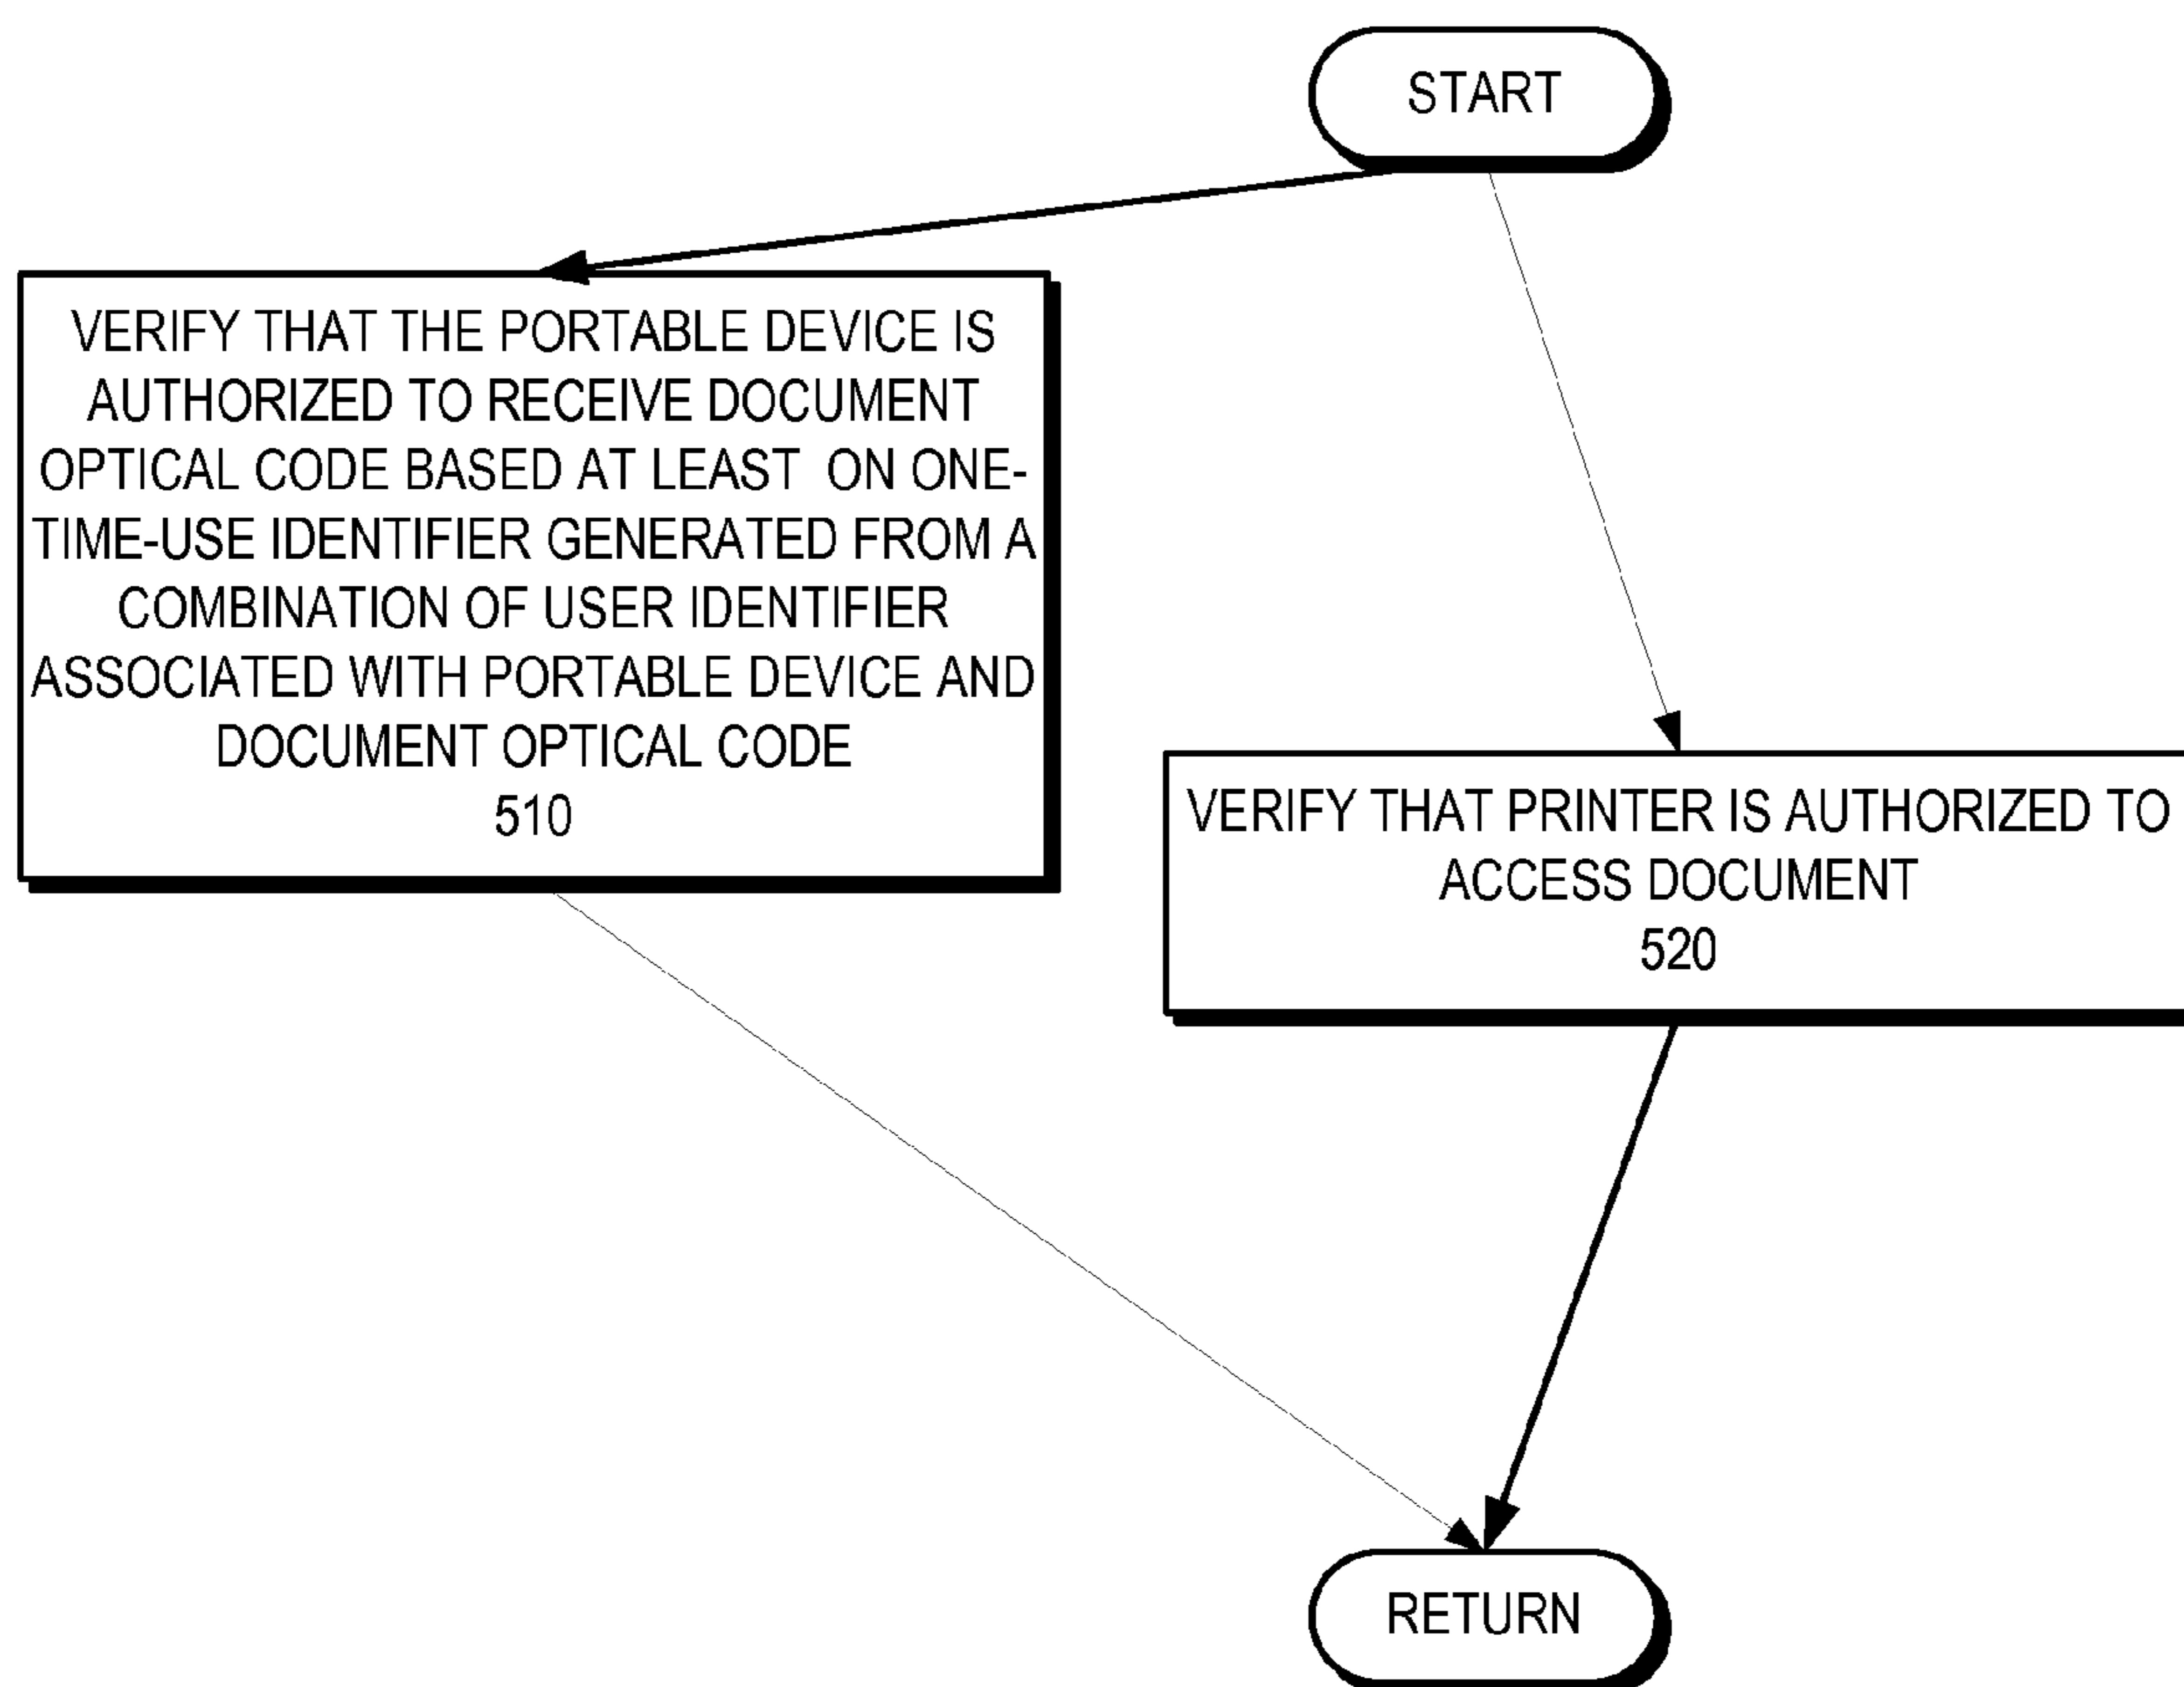 START
VERIFY THAT THE PORTABLE DEVICE IS
AUTHORIZED TO RECEIVE DOCUMENT
OPTICAL CODE BASED AT LEAST  ON ONE-
TIME-USE IDENTIFIER GENERATED FROM A
COMBINATION OF USER IDENTIFIER
ASSOCIATED WITH PORTABLE DEVICE AND
DOCUMENT OPTICAL CODE
510
VERIFY THAT PRINTER IS AUTHORIZED TO
ACCESS DOCUMENT
520
RETURN